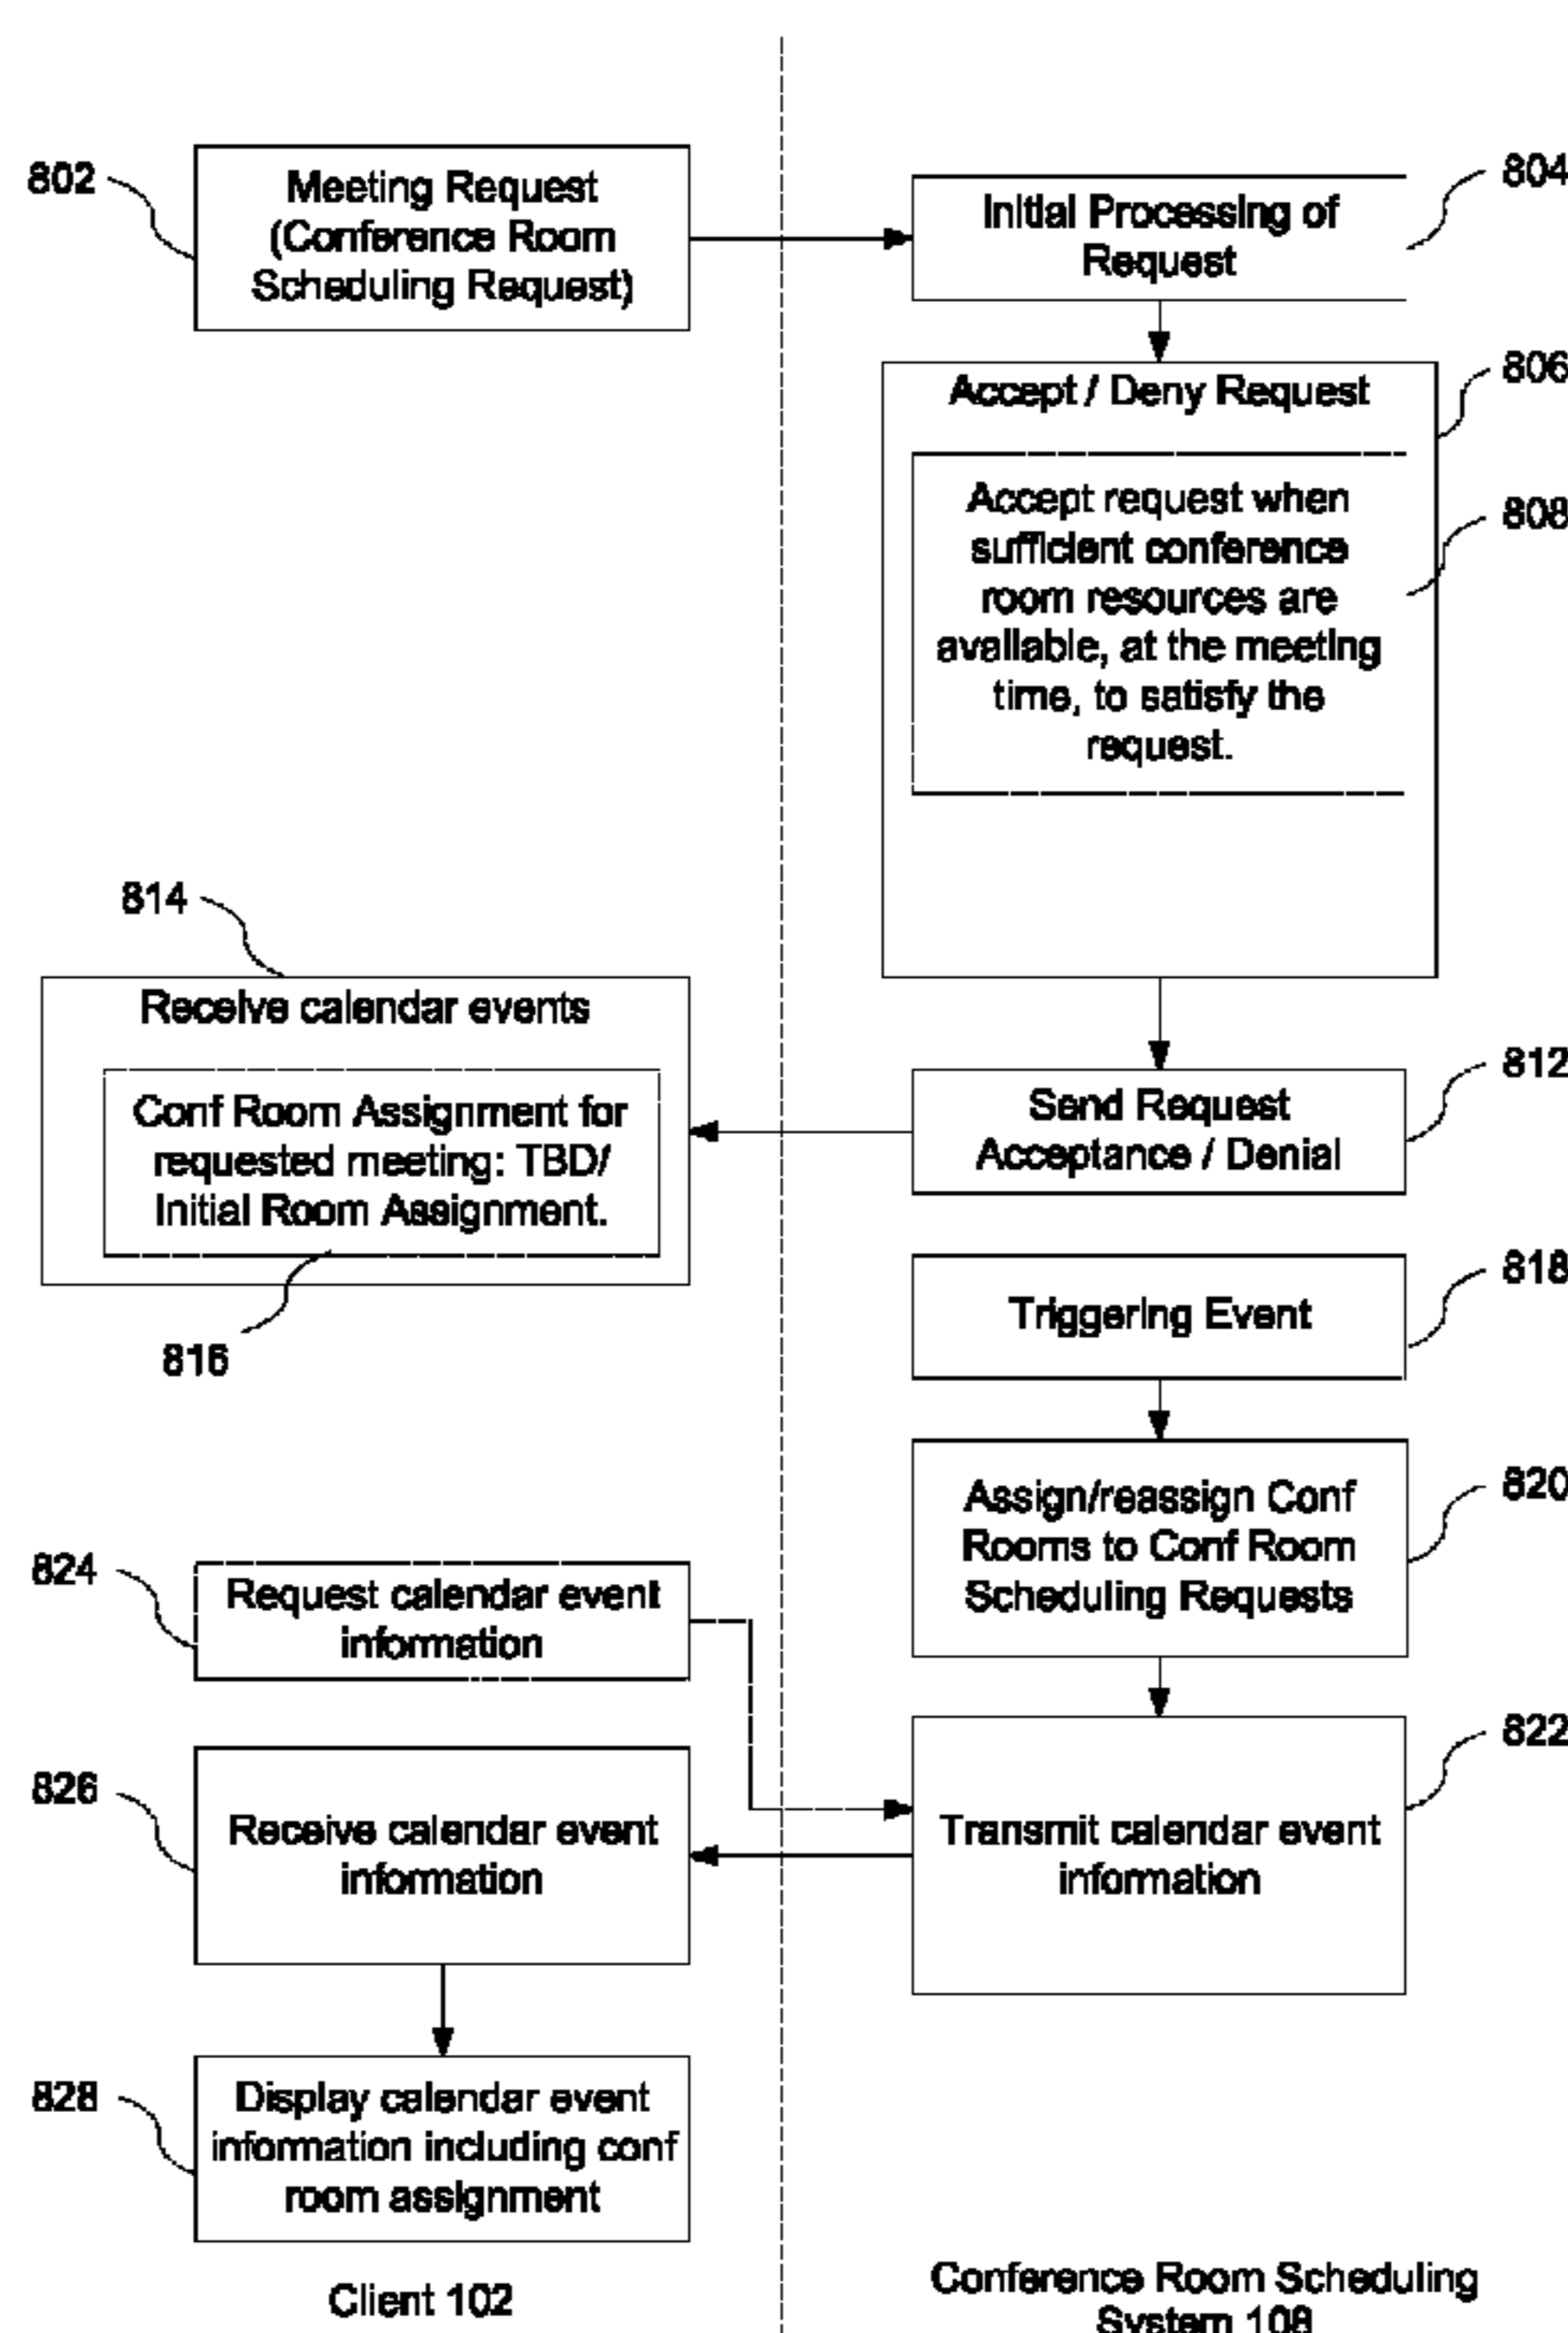 802
Meeting Request
(Conference Room
Scheduling Request)
804
Initial Processing of
Request
806
Accept / Deny Request
808
Accept request when
sufficient conference
room resources are
available, at the meeting
time, to satisfy the
request.
814
Receive calendar events
Conf Room Assignment for
requested meeting: TBD/
Initial Room Assignment.
816
812
Send Request
Acceptance / Denial
818
Triggering Event
820
Assign/reassign Conf
Rooms to Conf Room
Scheduling Requests
824
Request calendar event
information
822
Transmit calendar event
information
826
Receive calendar event
information
828
Display calendar event
information including conf
room assignment
Client 102
Conference Room Scheduling
System 108